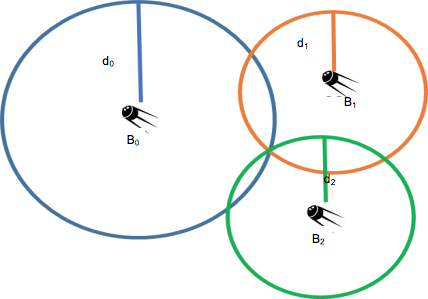 d₀
d₁
B₁
B₀
d₂
B₂